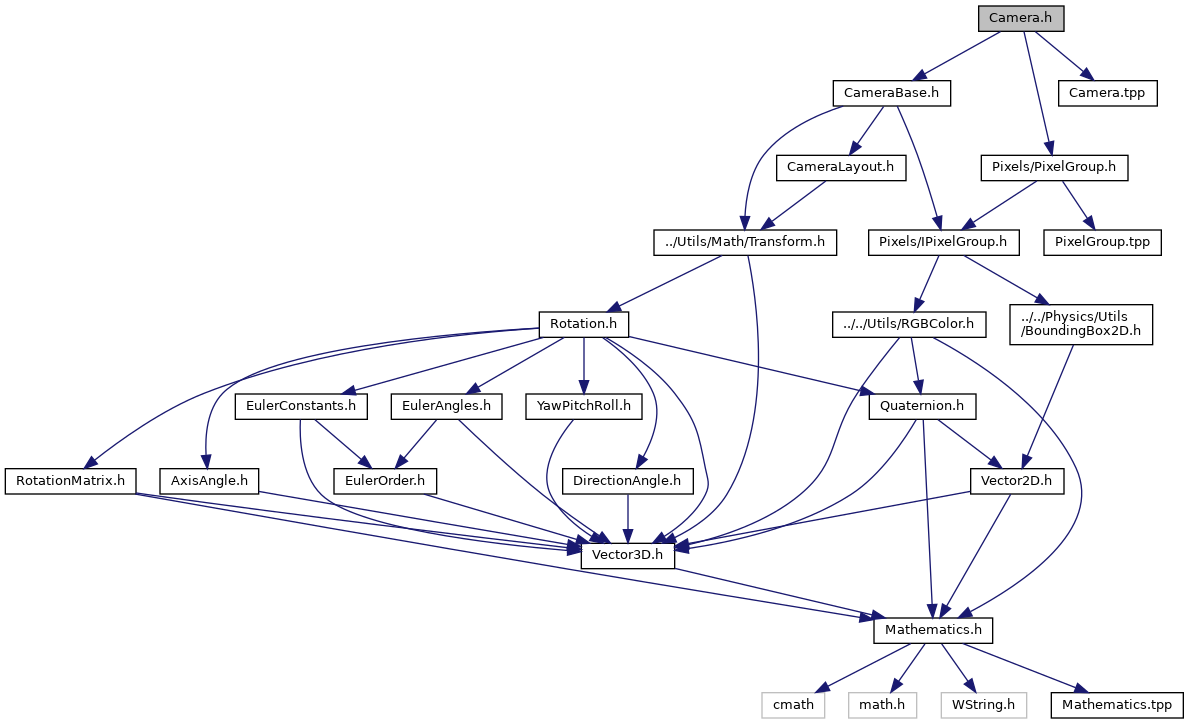 Camera.h
CameraBase.h
Camera.tpp
CameraLayout.h
Pixels/PixelGroup.h
../Utils/Math/Transform.h
Pixels/IPixelGroup.h
PixelGroup.tpp
Rotation.h
../../Utils/RGBColor.h
../../Physics/Utils
/BoundingBox2D.h
EulerConstants.h
EulerAngles.h
YawPitchRoll.h
Quaternion.h
RotationMatrix.h
AxisAngle.h
EulerOrder.h
DirectionAngle.h
Vector2D.h
Vector3D.h
Mathematics.h
cmath
math.h
WString.h
Mathematics.tpp